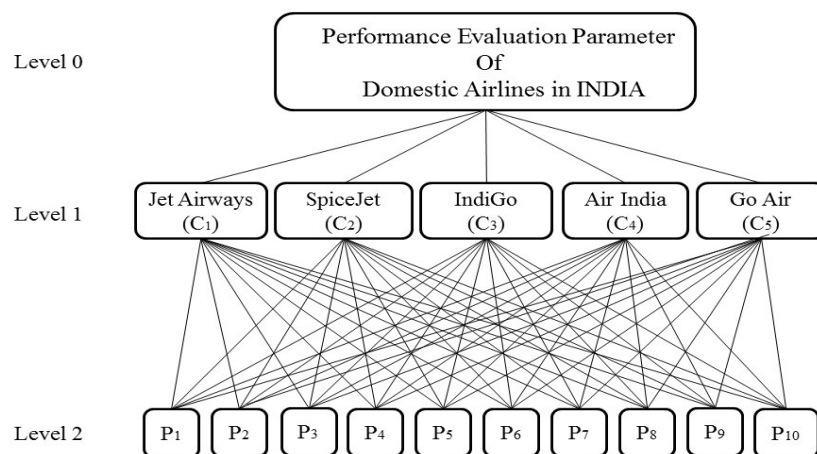 Performance Evaluation Parameter
Level 0
Of
Domestic Airlines in INDIA
Level 1
Jet Airways
(C₁)
SpiceJet
(C₂)
IndiGo
(C₃)
Air India
(C₄)
Go Air
(C₅)
Level 2
P₁
P₂
P₃
P₄
P₅
P₆
P₇
P₈
P₉
P₁₀